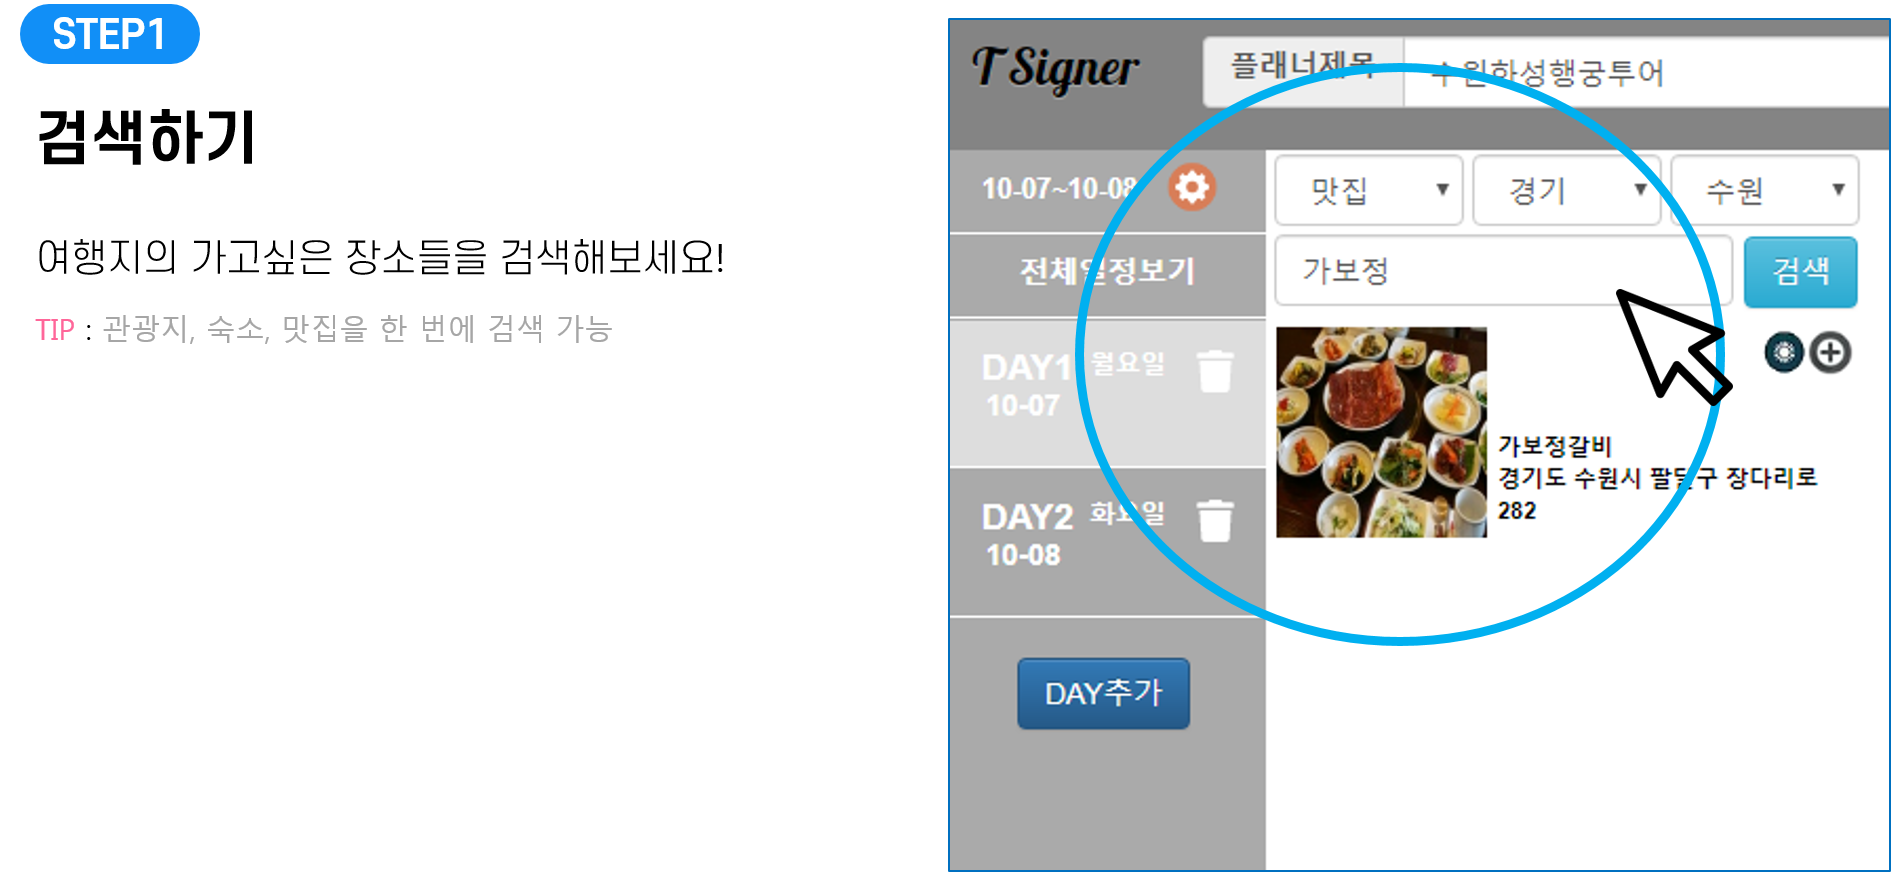 STEP1
검색하기
여행지의 가고싶은 장소들을 검색해보세요!
TIP : 관광지, 숙소, 맛집을 한 번에 검색 가능
T Signer
플래너제목
수원화성행궁투어
10-07~10-08
맛집
경기
수원
전체일정보기
가보정
검색
DAY1 월요일
10-07
가보정갈비
경기도 수원시 팔달구 장다리로
282
DAY2 화요일
10-08
DAY추가